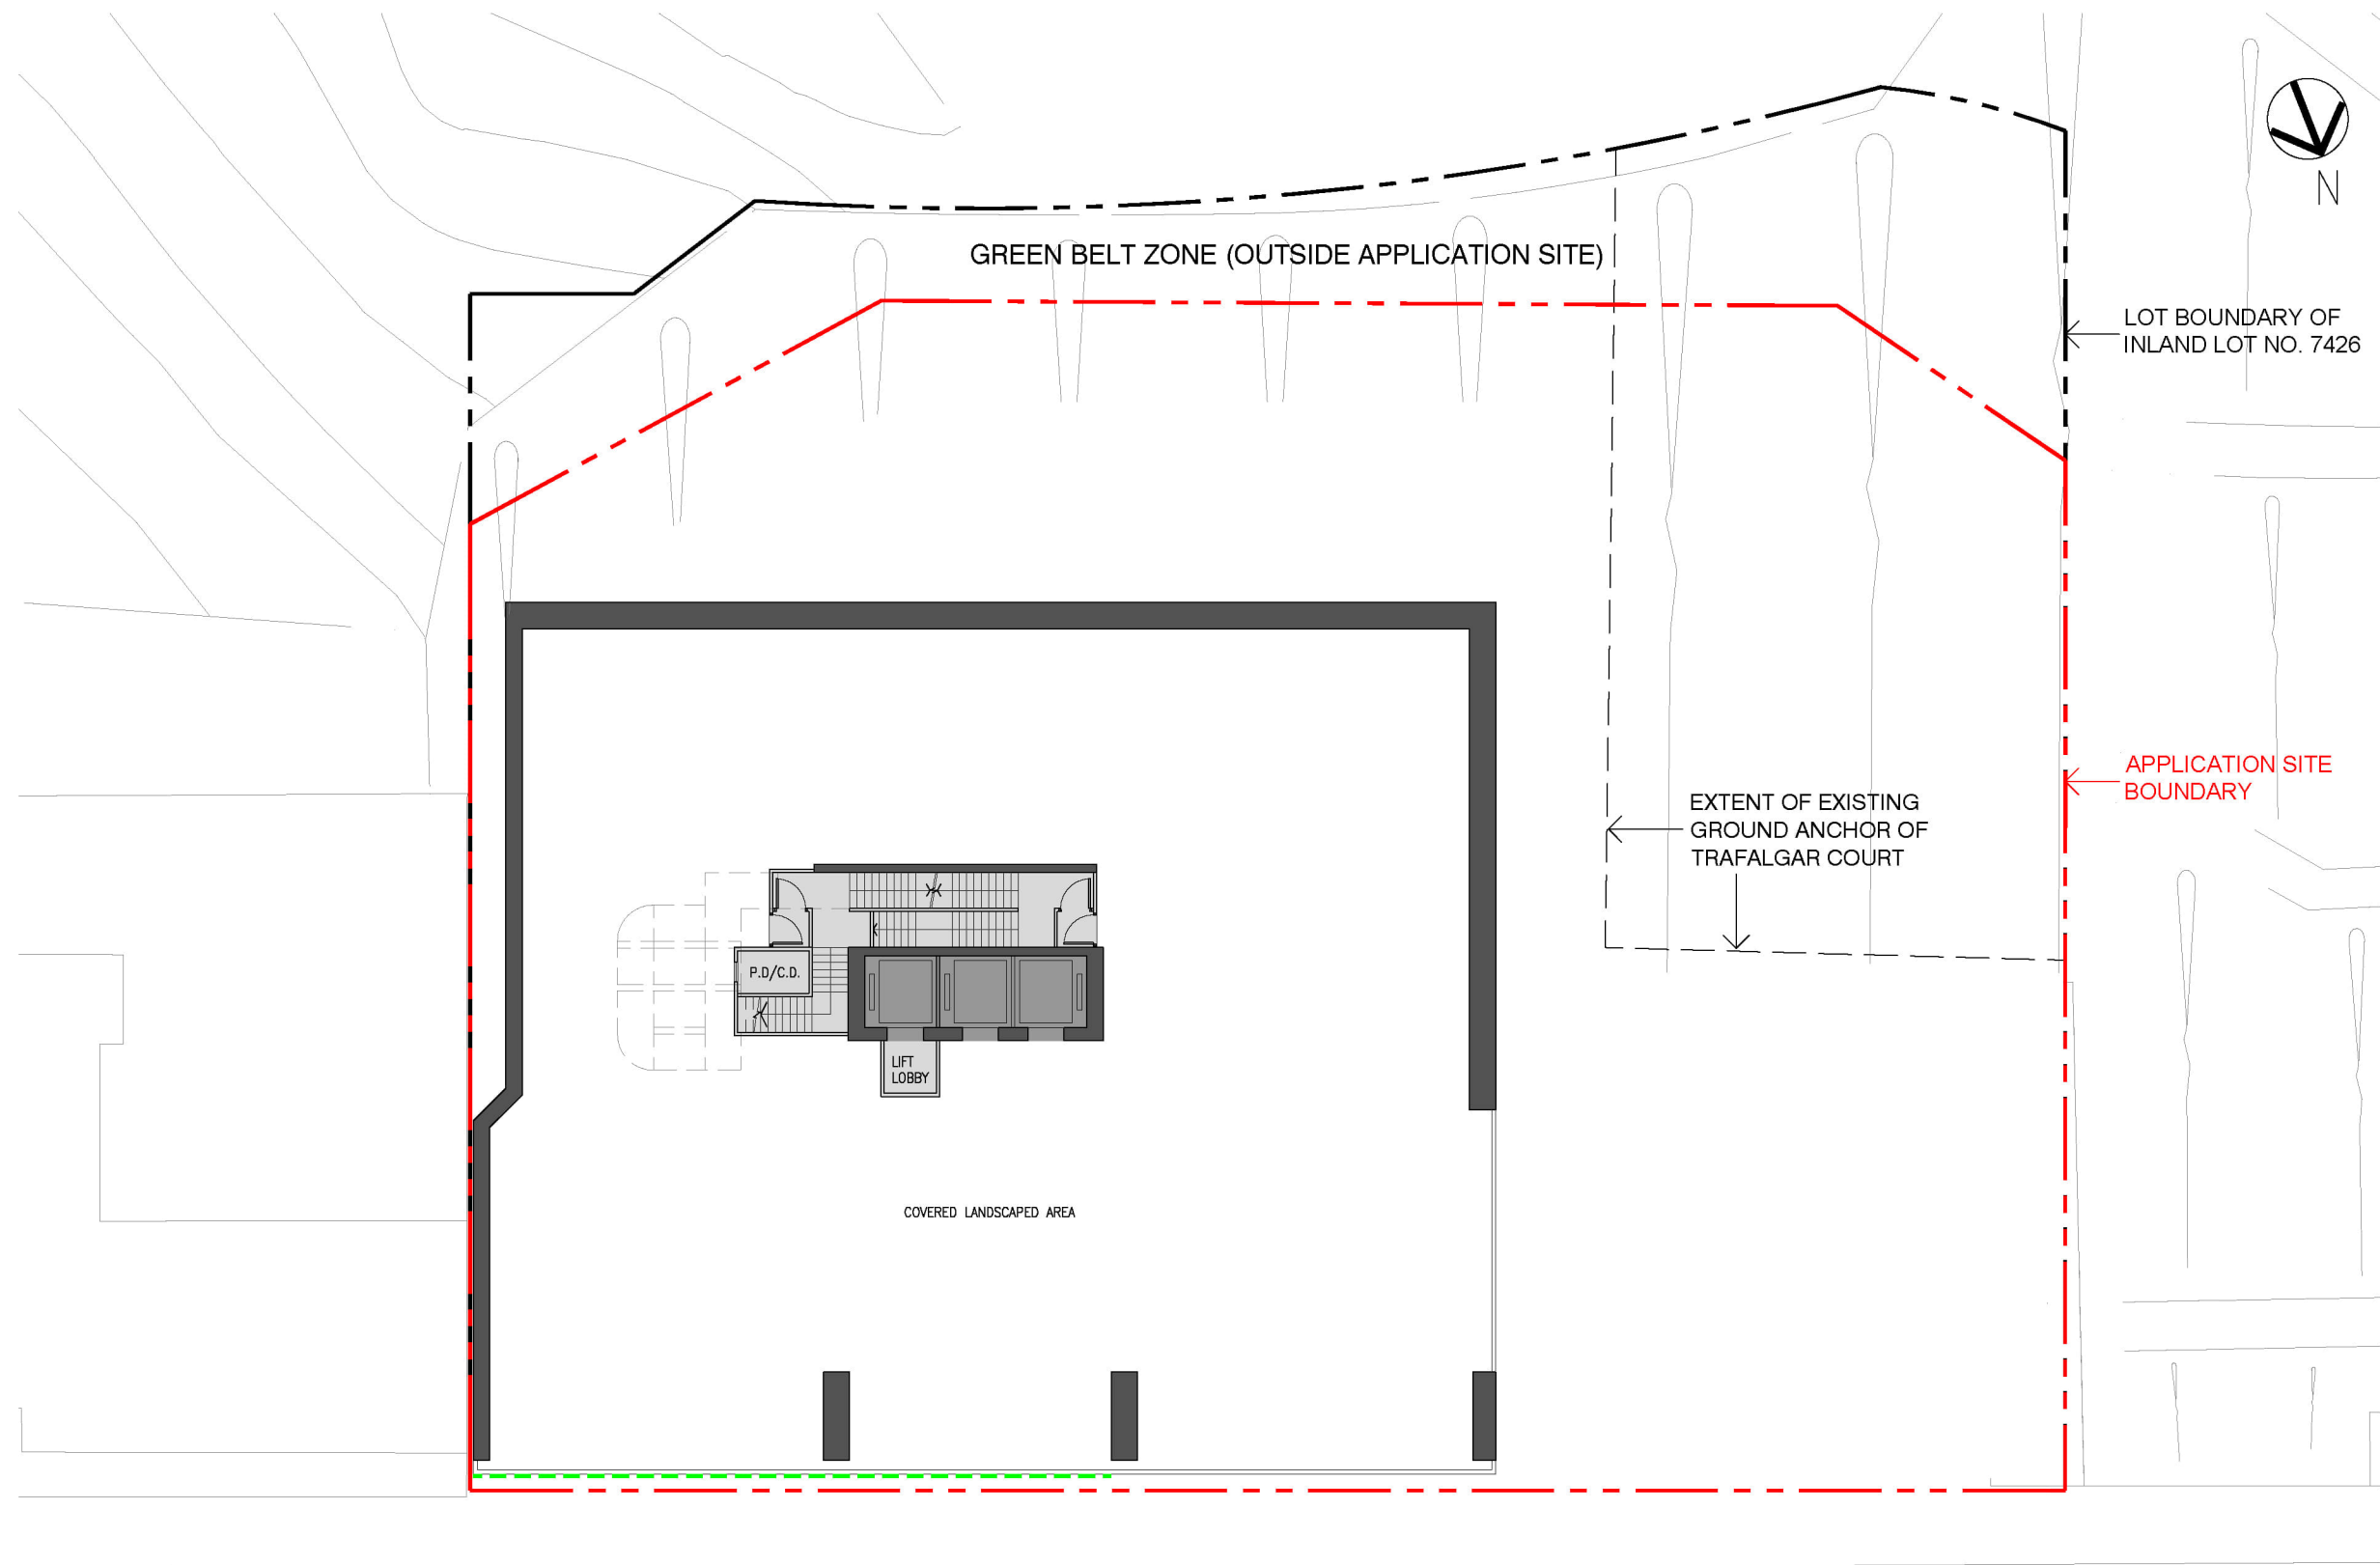 N
GREEN BELT ZONE (OUTSIDE APPLICATION SITE)
LOT BOUNDARY OF
INLAND LOT NO. 7426
APPLICATION SITE
BOUNDARY
EXTENT OF EXISTING
GROUND ANCHOR OF
TRAFALGAR COURT
P.D/C.D.
LIFT
LOBBY
COVERED LANDSCAPED AREA